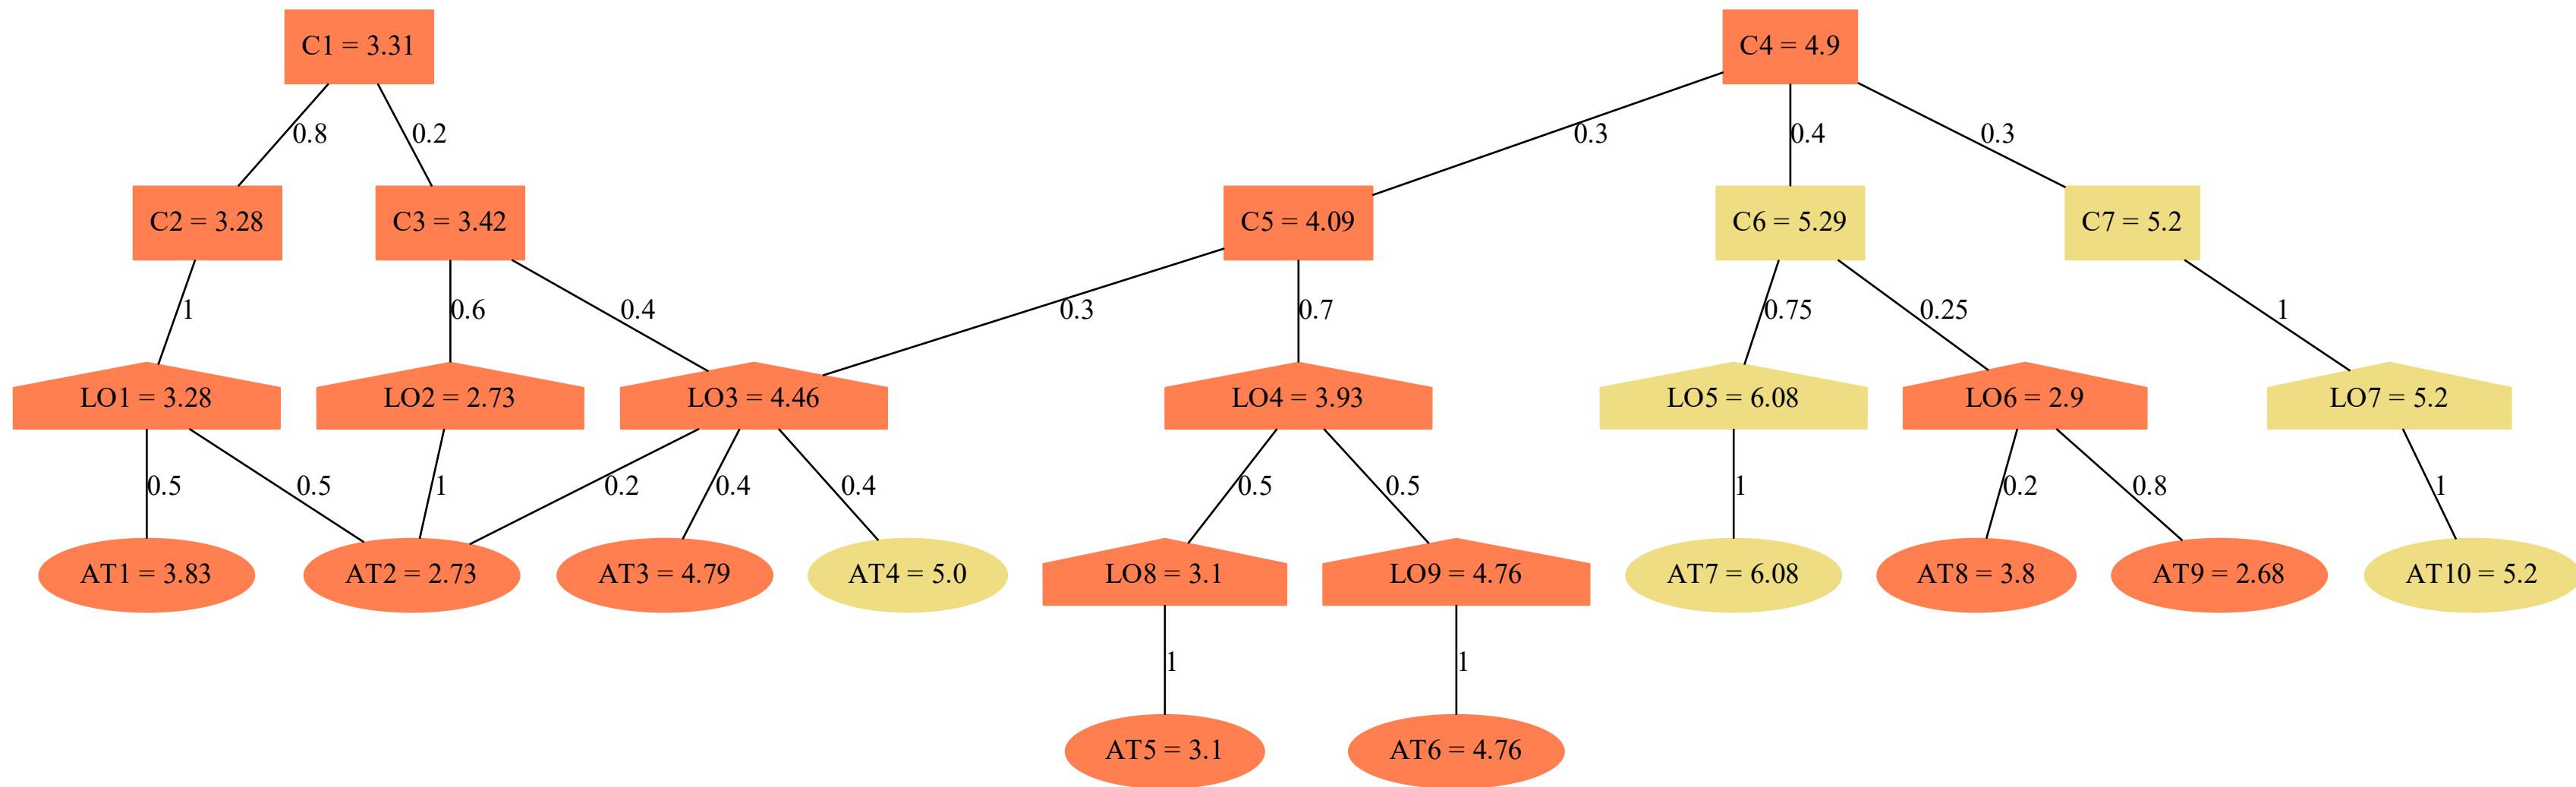 C1 = 3.31
C4 = 4.9
0.8
0.2
0.3
0.4
0.3
C2 = 3.28
C3 = 3.42
C5 = 4.09
C6 = 5.29
C7 = 5.2
1
0.6
0.4
0.3
0.7
0.75
0.25
1
LO1 = 3.28
LO2 = 2.73
LO3 = 4.46
LO4 = 3.93
LO5 = 6.08
LO6 = 2.9
LO7 = 5.2
0.5
0.5
1
0.2
0.4
0.4
0.5
0.5
1
0.2
0.8
1
AT1 = 3.83
AT2 = 2.73
AT3 = 4.79
AT4 = 5.0
LO8 = 3.1
LO9 = 4.76
AT7 = 6.08
AT8 = 3.8
AT9 = 2.68
AT10 = 5.2
1
1
AT5 = 3.1
AT6 = 4.76